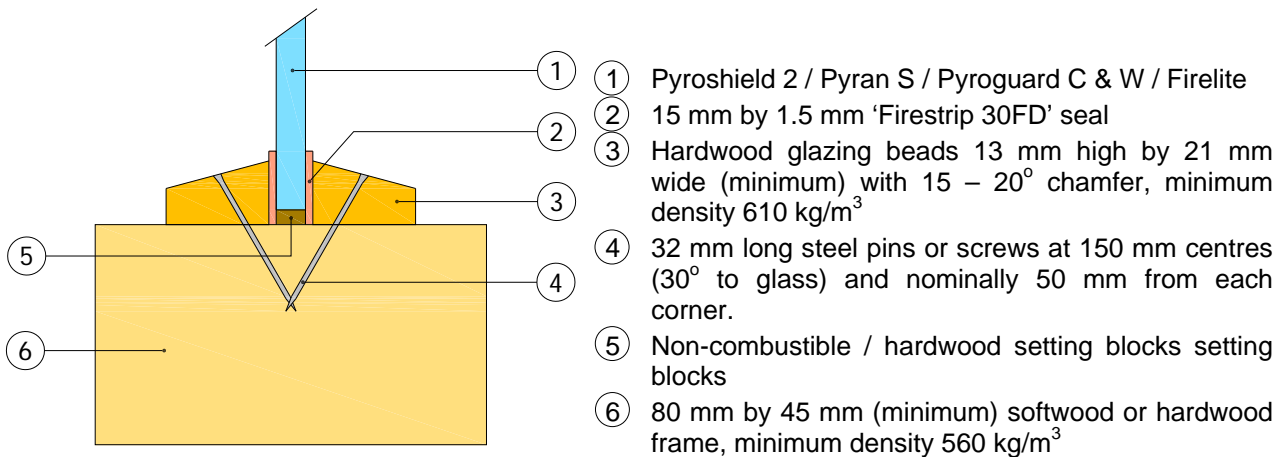 1
2
3
4
5
6
1 Pyroshield 2 / Pyran S / Pyroguard C & W / Firelite
2 15 mm by 1.5 mm ‘Firestrip 30FD’ seal
3 Hardwood glazing beads 13 mm high by 21 mm
wide (minimum) with 15 – 20° chamfer, minimum
density 610 kg/m³
4 32 mm long steel pins or screws at 150 mm centres
(30° to glass) and nominally 50 mm from each
corner.
5 Non-combustible / hardwood setting blocks setting
blocks
6 80 mm by 45 mm (minimum) softwood or hardwood
frame, minimum density 560 kg/m³